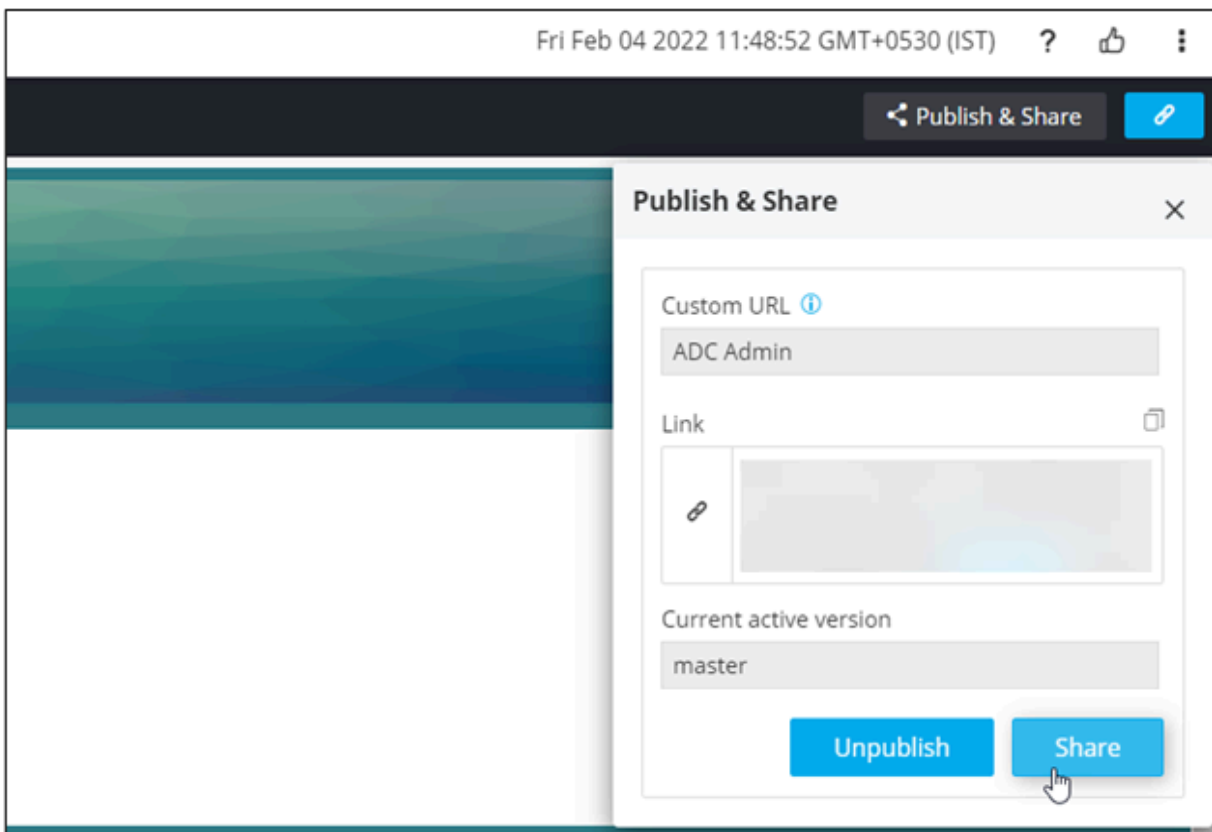 Fri Feb 04 2022 11:48:52 GMT+0530 (IST) ?
Publish & Share
Publish & Share
Custom URL
ADC Admin
Link
Current active version
master
Unpublish Share